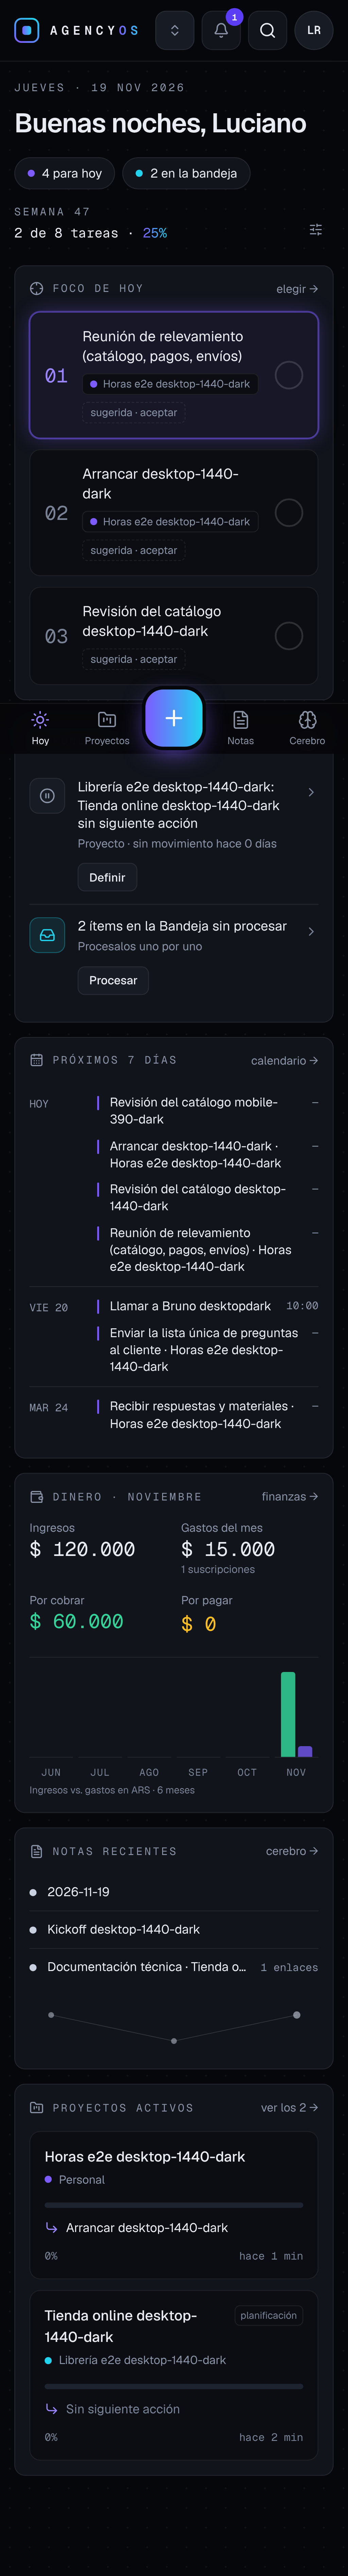 AGENCYOS
1
LR
JUEVES · 19 NOV 2026
Buenas noches, Luciano
4 para hoy
2 en la bandeja
SEMANA 47
2 de 8 tareas · 25%
FOCO DE HOY
elegir →
01
Reunión de relevamiento
(catálogo, pagos, envíos)
Horas e2e desktop-1440-dark
sugerida · aceptar
02
Arrancar desktop-1440-
dark
Horas e2e desktop-1440-dark
sugerida · aceptar
03
Revisión del catálogo
desktop-1440-dark
sugerida · aceptar
Hoy
Proyectos
+
Notas
Cerebro
Librería e2e desktop-1440-dark:
Tienda online desktop-1440-dark
sin siguiente acción
Proyecto · sin movimiento hace 0 días
Definir
2 ítems en la Bandeja sin procesar
Procesalos uno por uno
Procesar
PRÓXIMOS 7 DÍAS
calendario →
HOY
Revisión del catálogo mobile-
390-dark
—
Arrancar desktop-1440-dark ·
Horas e2e desktop-1440-dark
—
Revisión del catálogo desktop-
1440-dark
—
Reunión de relevamiento
(catálogo, pagos, envíos) · Horas
e2e desktop-1440-dark
—
VIE 20
Llamar a Bruno desktopdark
10:00
Enviar la lista única de preguntas
al cliente · Horas e2e desktop-
1440-dark
—
MAR 24
Recibir respuestas y materiales ·
Horas e2e desktop-1440-dark
—
DINERO · NOVIEMBRE
finanzas →
Ingresos
$ 120.000
Gastos del mes
$ 15.000
1 suscripciones
Por cobrar
$ 60.000
Por pagar
$ 0
JUN JUL AGO SEP OCT NOV
Ingresos vs. gastos en ARS · 6 meses
NOTAS RECIENTES
cerebro →
2026-11-19
Kickoff desktop-1440-dark
Documentación técnica · Tienda o…
1 enlaces
PROYECTOS ACTIVOS
ver los 2 →
Horas e2e desktop-1440-dark
Personal
Arrancar desktop-1440-dark
0%
hace 1 min
Tienda online desktop-
1440-dark
planificación
Librería e2e desktop-1440-dark
Sin siguiente acción
0%
hace 2 min